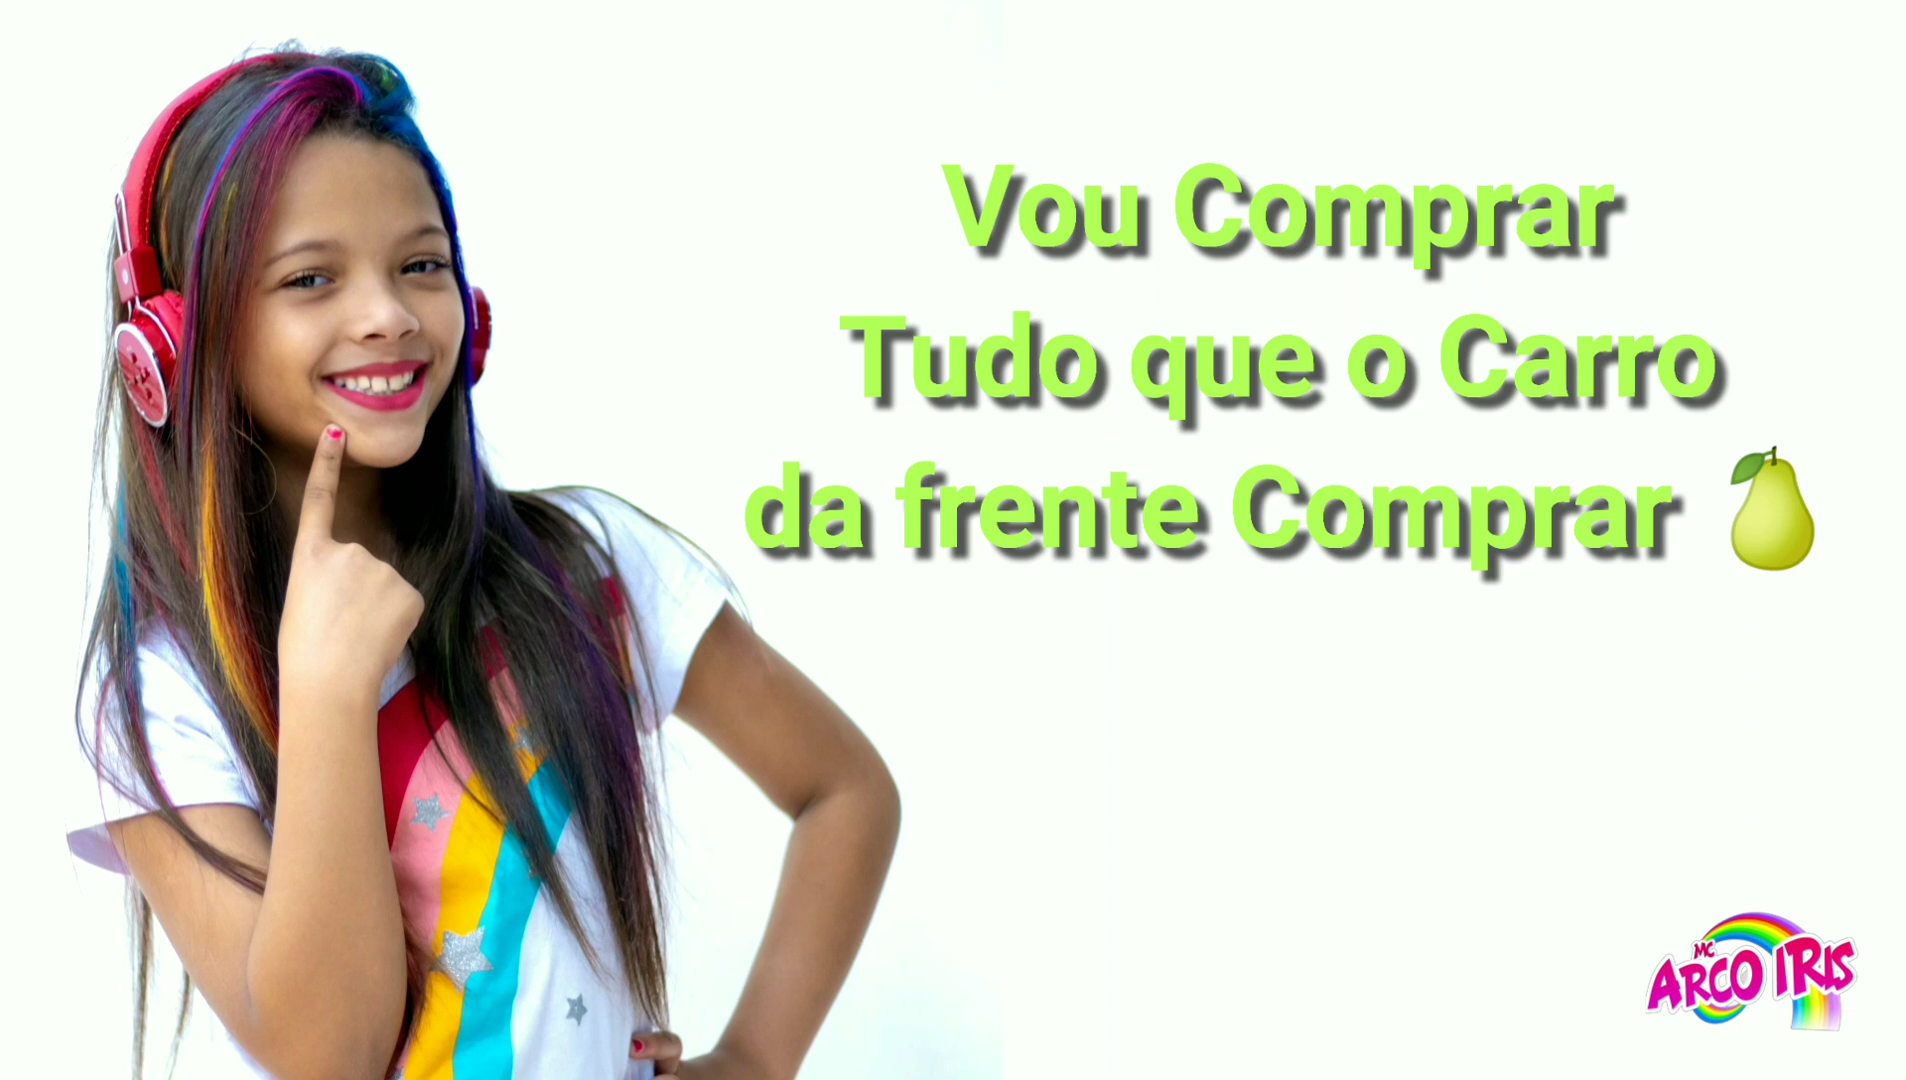 Vou Comprar
Tudo que o Carro
da frente Comprar 🍐
MC
ARCO IRIS